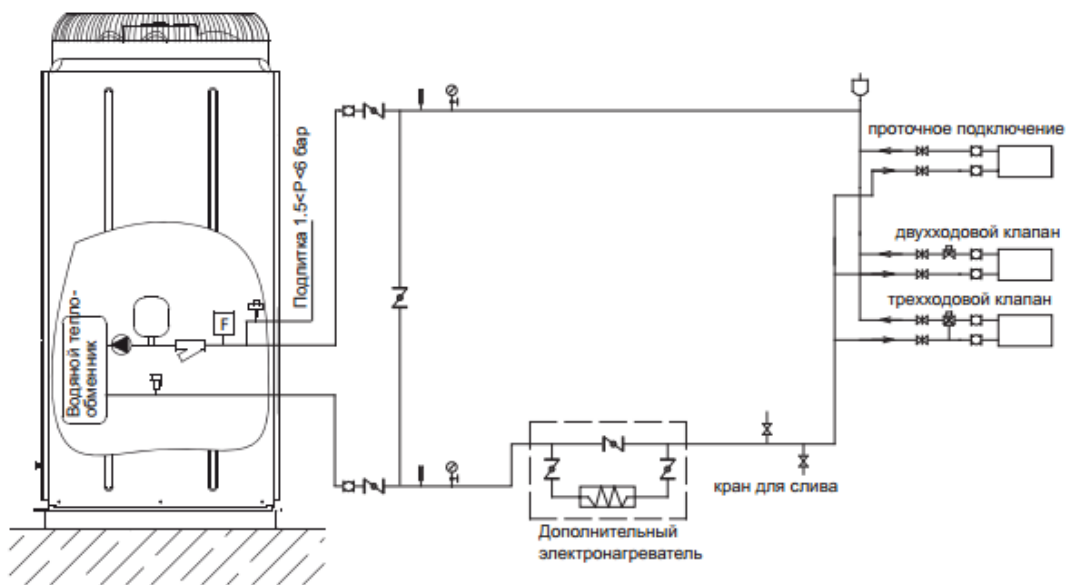 проточное подключение
Подпитка 1.5<P<6 бар
двухходовой клапан
трехходовой клапан
F
Водяной тепло-
обменник
кран для слива
Дополнительный
электронагреватель